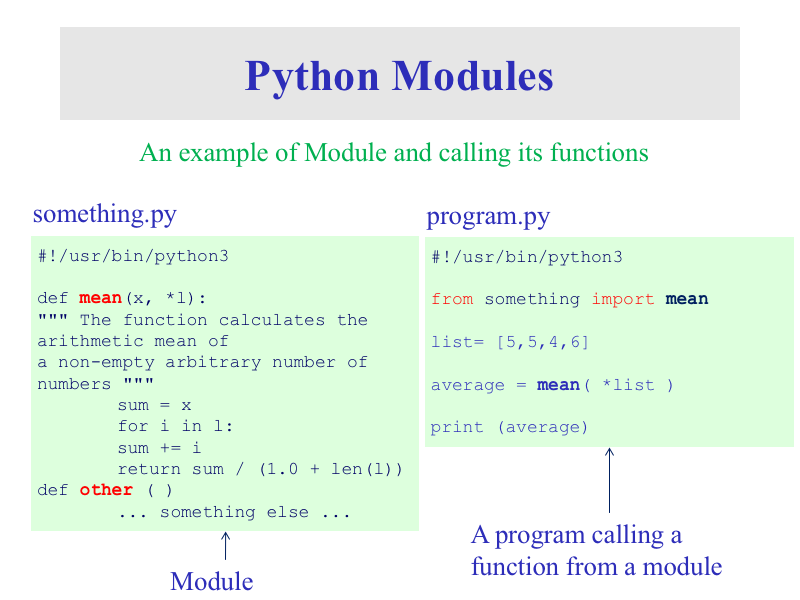 Python Modules
An example of Module and calling its functions
something.py
#!/usr/bin/python3
def mean(x, *l):
""" The function calculates the
arithmetic mean of
a non-empty arbitrary number of
numbers """
sum = x
for i in l:
sum += i
return sum / (1.0 + len(l))
def other ( )
... something else ...
Module
program.py
#!/usr/bin/python3
from something import mean
list= [5,5,4,6]
average = mean( *list )
print (average)
A program calling a
function from a module